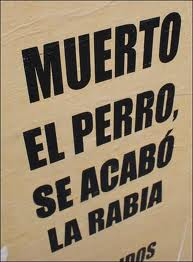 MUERTO
EL PERRO,
SE ACABÓ
LA RABIA